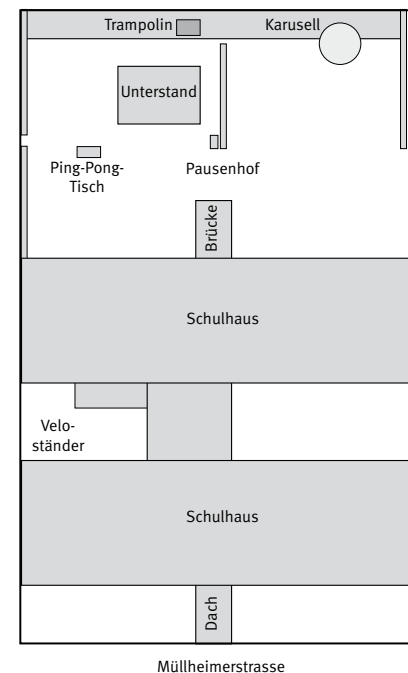 Trampolin
Karusell
Unterstand
Ping-Pong-
Tisch
Pausenhof
Brücke
Schulhaus
Velo-
ständer
Schulhaus
Dach
Müllheimerstrasse